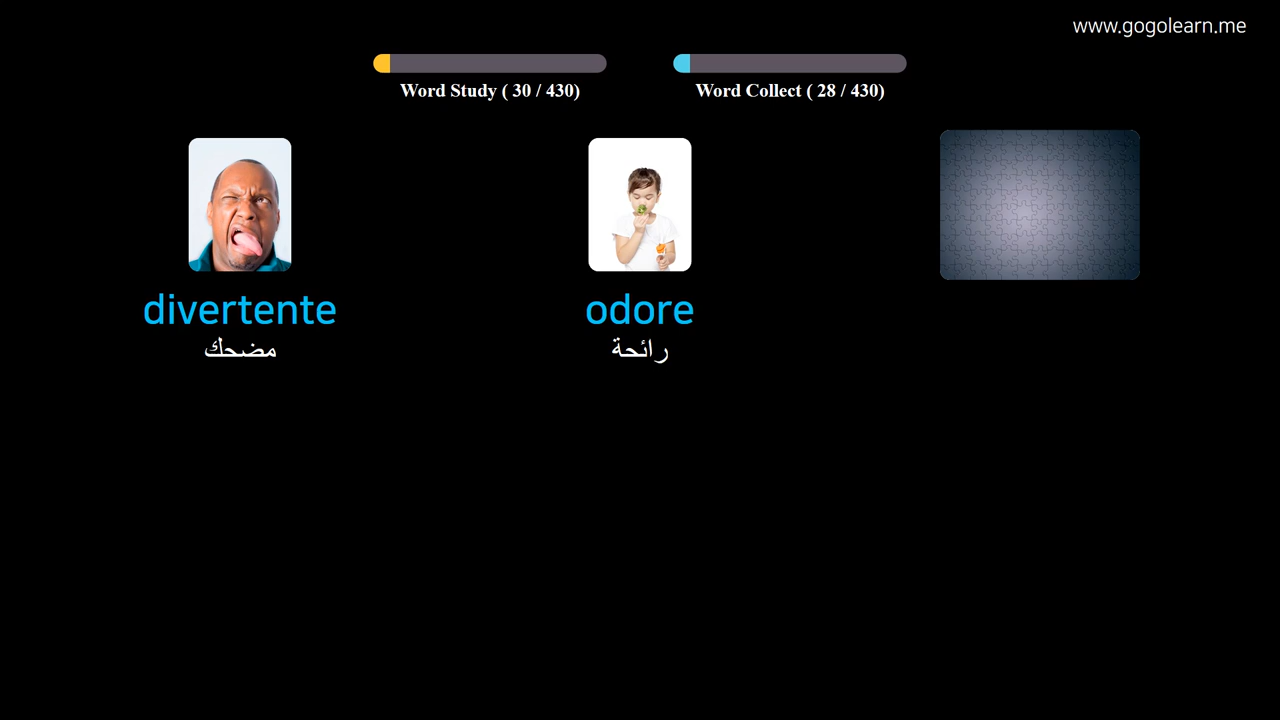 www.gogolearn.me
Word Study ( 30 / 430)
Word Collect ( 28 / 430)
divertente
مضحك
odore
رائحة